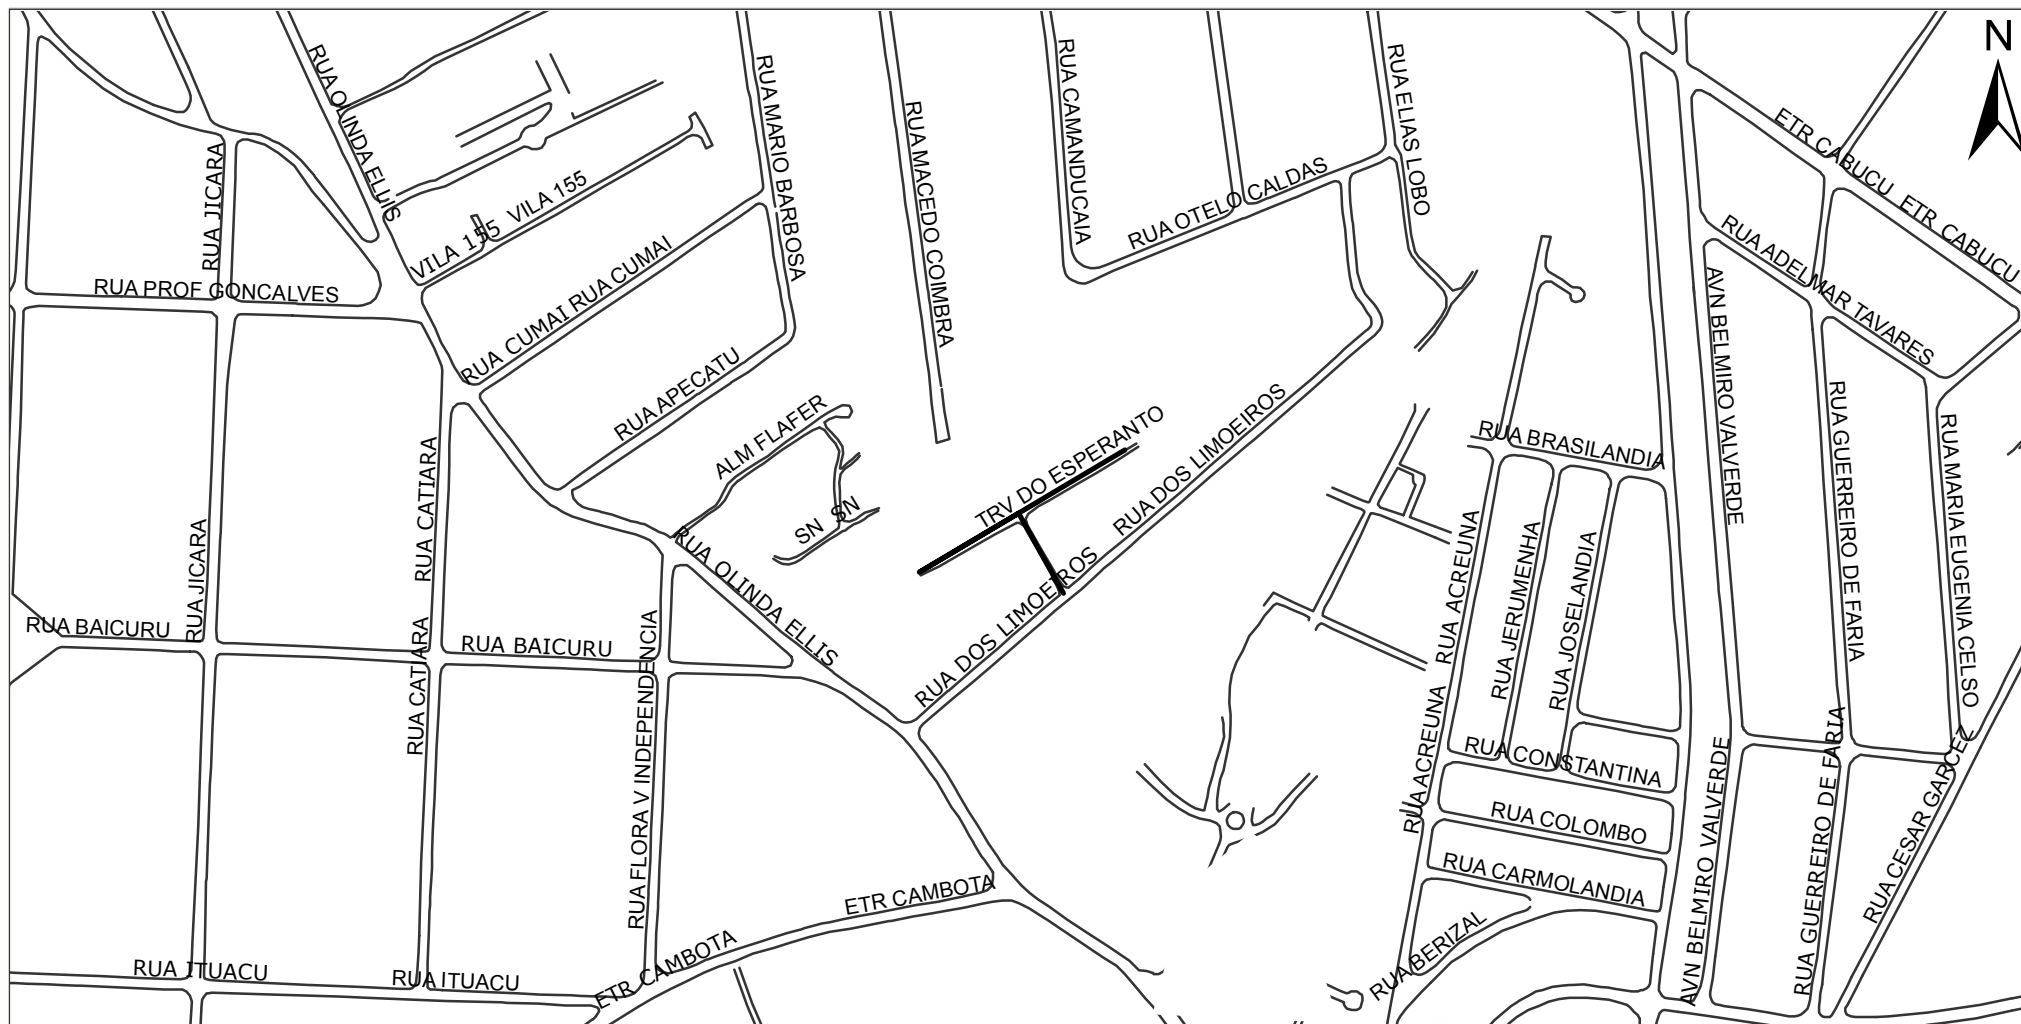 N
RUA OLINDA ELLIS
RUA MARIO BARBOSA
RUA MACEDO COIMBRA
RUA CAMANDUCAIA
RUA ELIAS LOBO
ETR CABUCU
ETR CABUCU
RUA JICARA
VILA 155
VILA 155
RUA OTELO CALDAS
RUA ADELMAR TAVARES
RUA PROF GONCALVES
RUA CUMAI
RUA CUMAI
AVN BELMIRO VALVERDE
RUA APECATU
ALM FLAFER
TRV DO ESPERANTO
RUA DOS LIMOEIROS
RUA BRASILANDIA
RUA GUERREIRO DE FARIA
RUA MARIA EUGENIA CELSO
RUA CATIARA
SN
SN
RUA JICARA
RUA OLINDA ELLIS
RUA ACREUNA
RUA JERUMENHA
RUA JOSELANDIA
RUA BAICURU
RUA BAICURU
RUA CATIARA
RUA FLORA V INDEPENDENCIA
RUA DOS LIMOEIROS
RUA ACREUNA
RUA CONSTANTINA
RUA COLOMBO
RUA CARMOLANDIA
AVN BELMIRO VALVERDE
RUA GUERREIRO DE FARIA
RUA CESAR GARCEZ
ETR CAMBOTA
ETR CAMBOTA
RUA BERIZAL
RUA ITUACU
RUA ITUACU